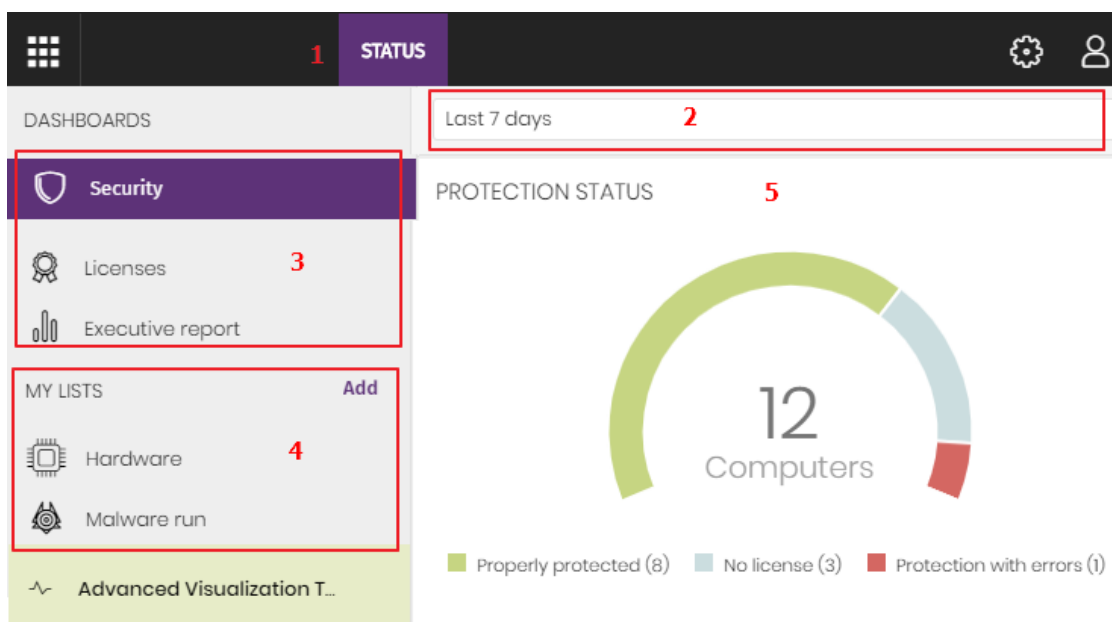 1 STATUS
DASHBOARDS
Last 7 days 2
Security
PROTECTION STATUS 5
Licenses 3
Executive report
MY LISTS Add
Hardware 4
Malware run
12
Computers
Properly protected (8) No license (3) Protection with errors (1)
Advanced Visualization T...